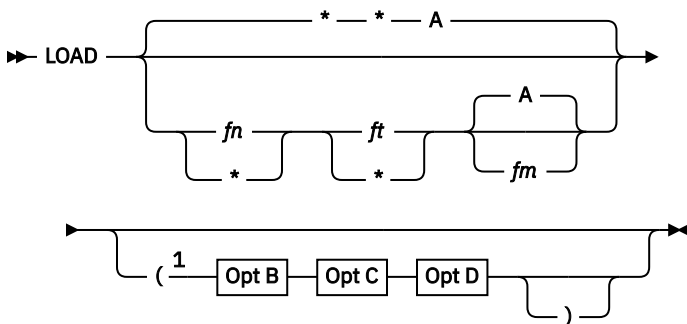 * * A
LOAD
A
fn ft
* * fm
( 1 Opt B Opt C Opt D
)